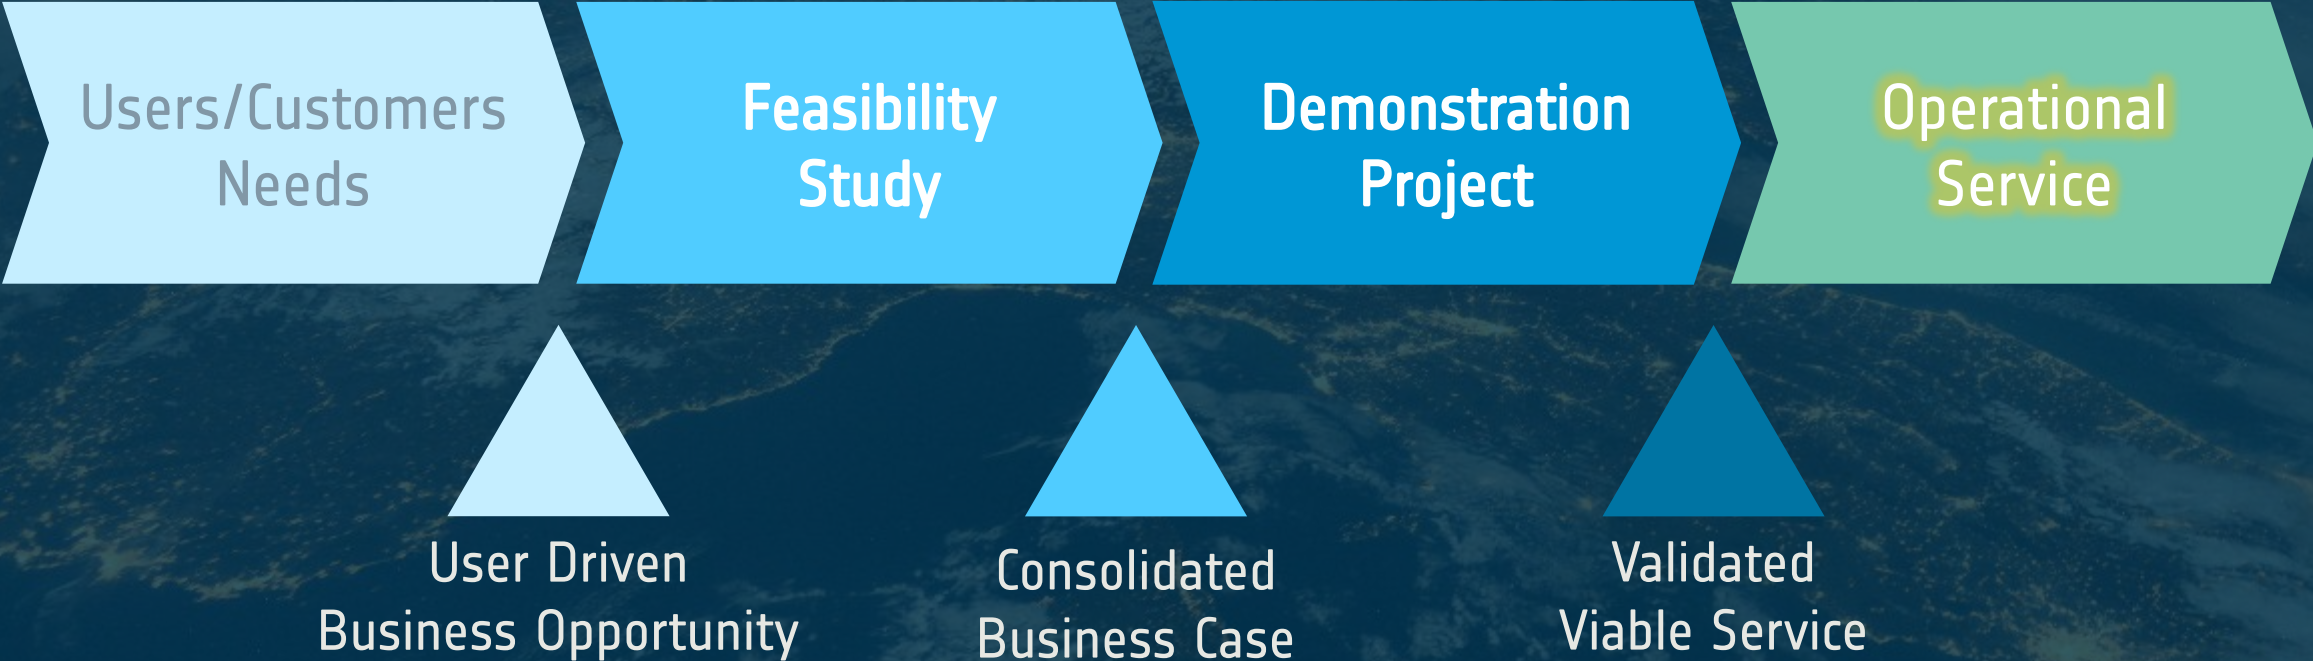 Users/Customers
Needs
Feasibility
Study
Demonstration
Project
Operational
Service
User Driven
Business Opportunity
Consolidated
Business Case
Validated
Viable Service